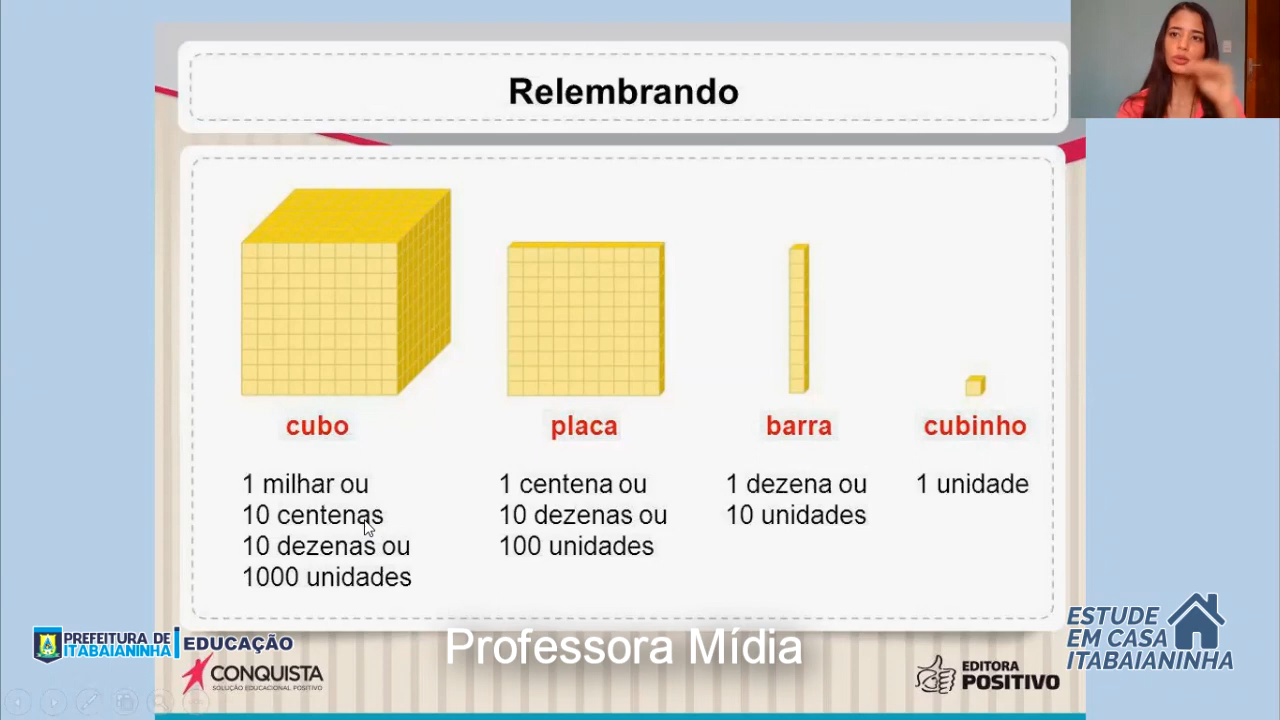 Relembrando
cubo
placa
barra
cubinho
1 milhar ou
10 centenas
10 dezenas ou
1000 unidades
1 centena ou
10 dezenas ou
100 unidades
1 dezena ou
10 unidades
1 unidade
PREFEITURA DE
ITABAIANINHA
EDUCAÇÃO
CONQUISTA
SOLUÇÃO EDUCACIONAL POSITIVO
Professora Mídia
EDITORA
POSITIVO
ESTUDE
EM CASA
ITABAIANINHA